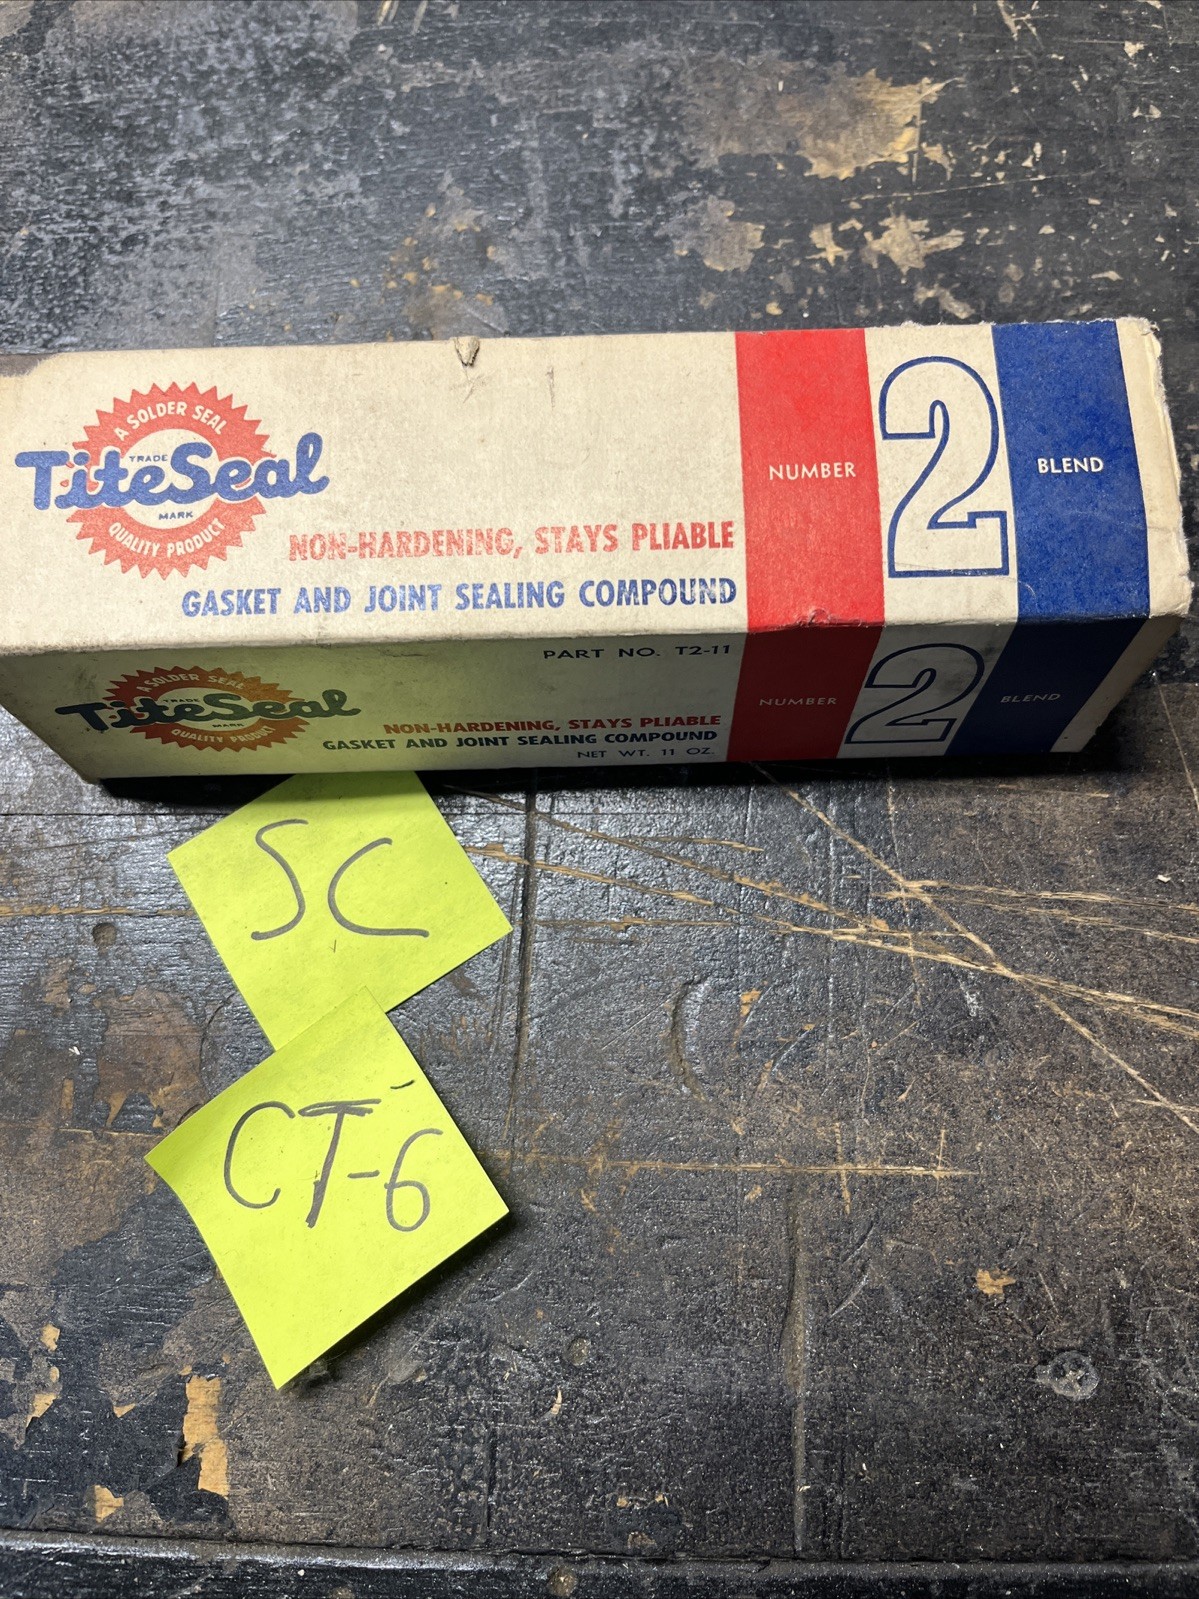 A SOLDER SEAL
TRADE
TiteSeal
MARK
QUALITY PRODUCT
NON-HARDENING, STAYS PLIABLE
GASKET AND JOINT SEALING COMPOUND
NUMBER
2
BLEND
PART NO. T2-11
A SOLDER SEAL
TRADE
TiteSeal
MARK
QUALITY PRODUCT
NON-HARDENING, STAYS PLIABLE
GASKET AND JOINT SEALING COMPOUND
NET WT. 11 OZ.
NUMBER
2
BLEND
SC
CT-6